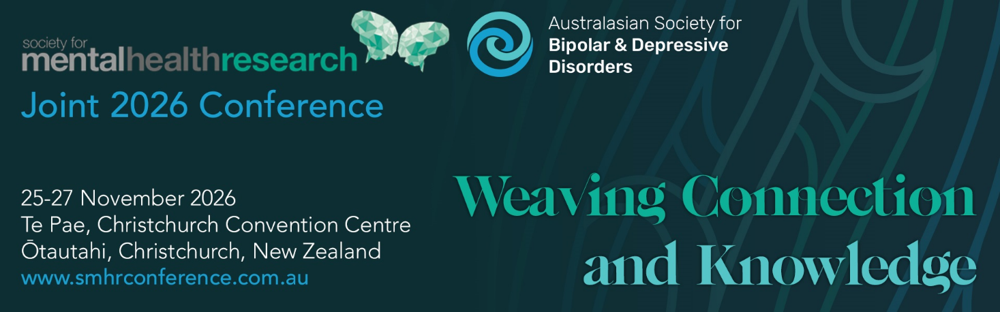 society for
mentalhealthresearch
Australasian Society for
Bipolar & Depressive
Disorders
Joint 2026 Conference
25-27 November 2026
Te Pae, Christchurch Convention Centre
Ōtautahi, Christchurch, New Zealand
www.smhrconference.com.au
Weaving Connection
and Knowledge